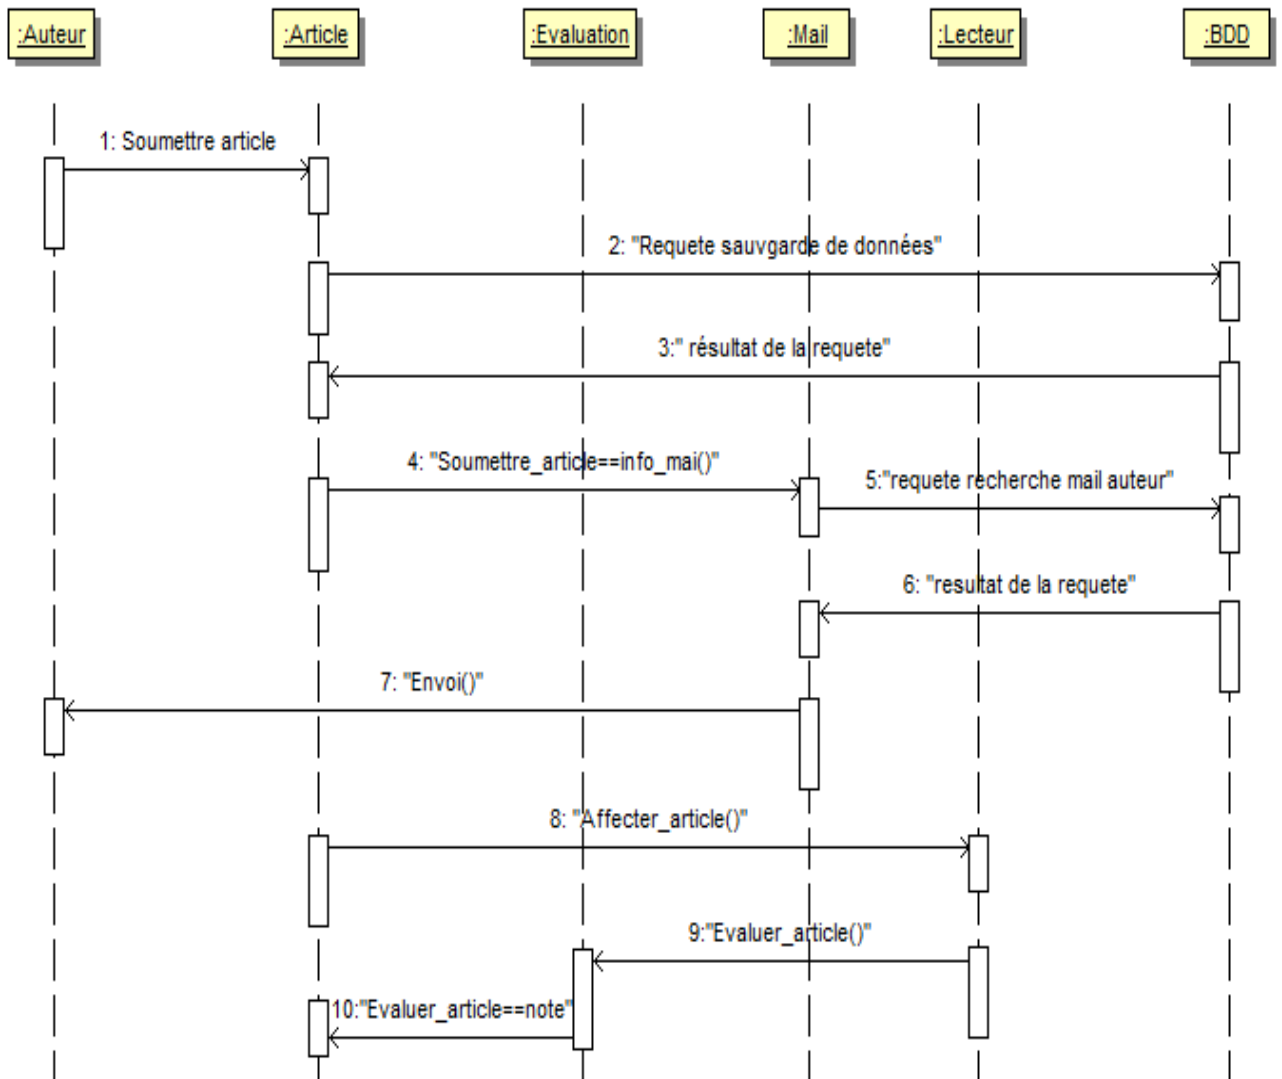 :Auteur
:Article
:Evaluation
:Mail
:Lecteur
:BDD
1: Soumettre article
2: "Requete sauvgarde de données"
3:" résultat de la requete"
4: "Soumettre_article==info_mai()"
5:"requete recherche mail auteur"
6: "resultat de la requete"
7: "Envoi()"
8: "Affecter_article()"
9:"Evaluer_article()"
10:"Evaluer_article==note"